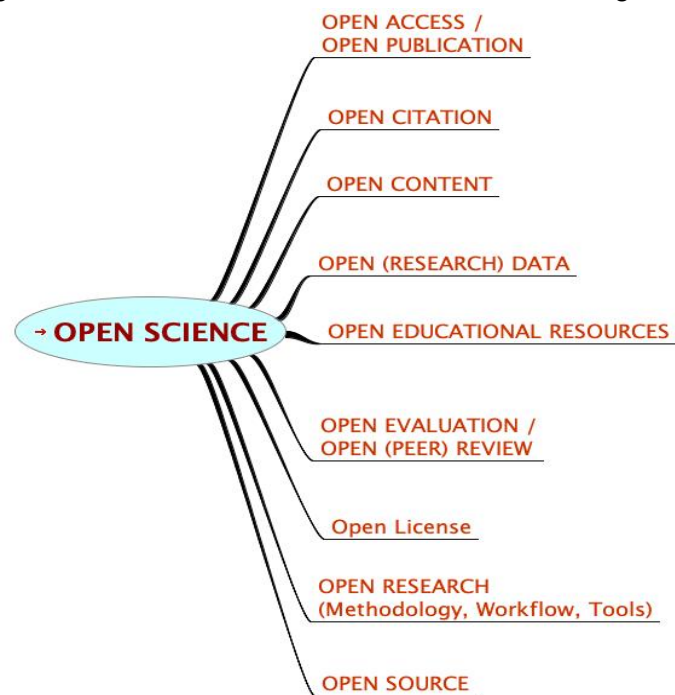 OPEN ACCESS /
OPEN PUBLICATION
OPEN CITATION
OPEN CONTENT
OPEN (RESEARCH) DATA
→ OPEN SCIENCE
OPEN EDUCATIONAL RESOURCES
OPEN EVALUATION /
OPEN (PEER) REVIEW
Open License
OPEN RESEARCH
(Methodology, Workflow, Tools)
OPEN SOURCE